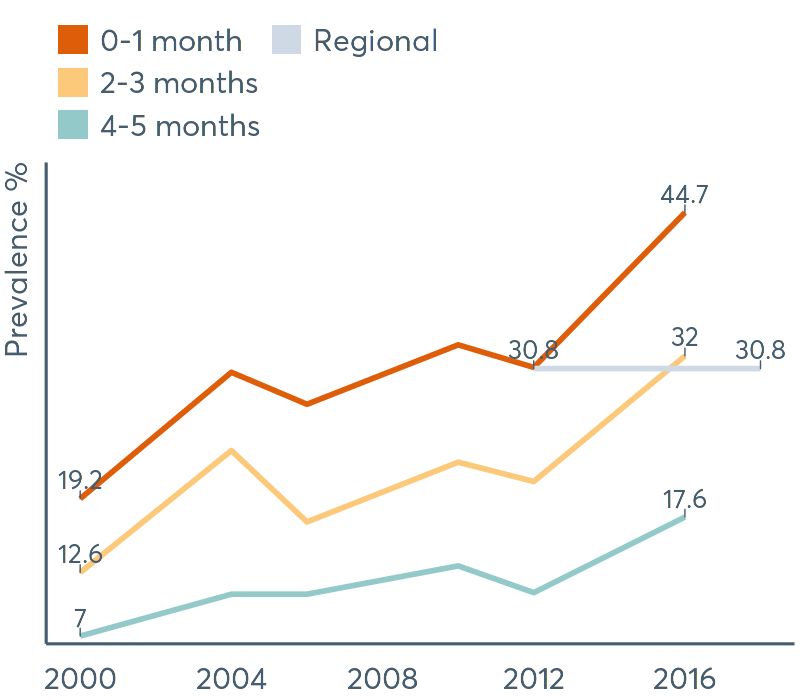 0-1 month Regional
2-3 months
4-5 months
Prevalence %
44.7
30.8 32 30.8
19.2
17.6
12.6
7
2000 2004 2008 2012 2016